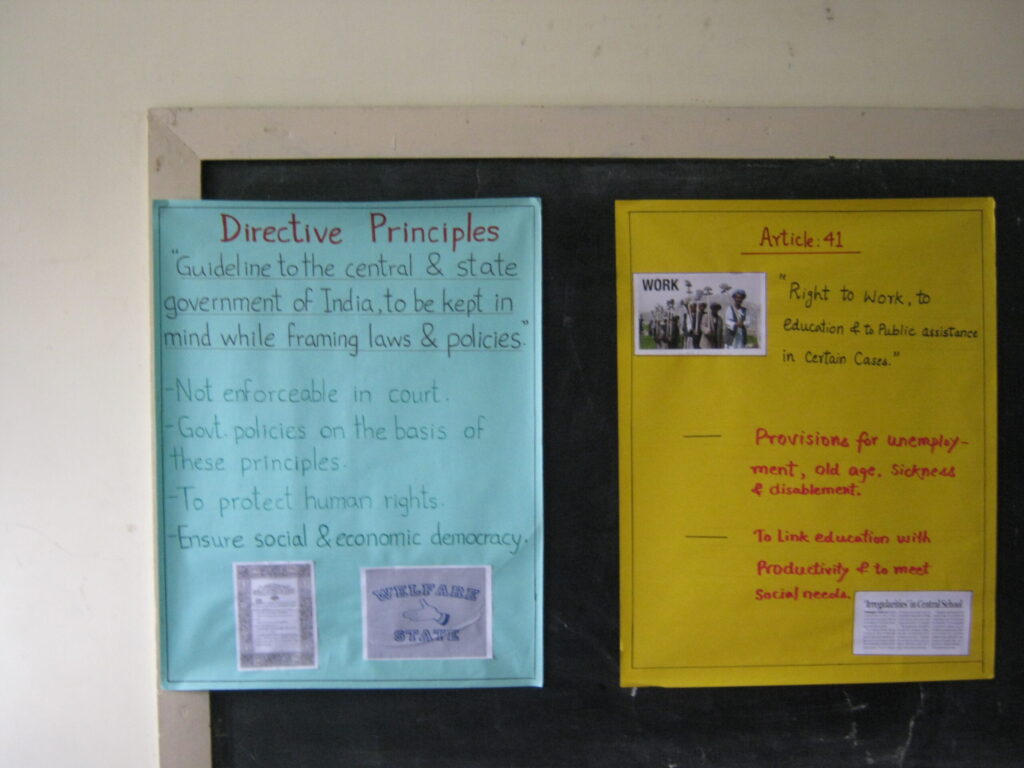 Directive Principles
"Guideline to the central & state
government of India, to be kept in
mind while framing laws & policies."
-Not enforceable in court.
-Govt. policies on the basis of
these principles.
-To protect human rights.
-Ensure social & economic democracy.
WELFARE
STATE
Article: 41
WORK
"Right to Work, to
Education & to Public assistance
in Certain Cases."
— Provisions for unemploy-
ment, old age, Sickness
& disablement.
— To Link education with
Productivity & to meet
Social needs.
'Irregularities' in Central School